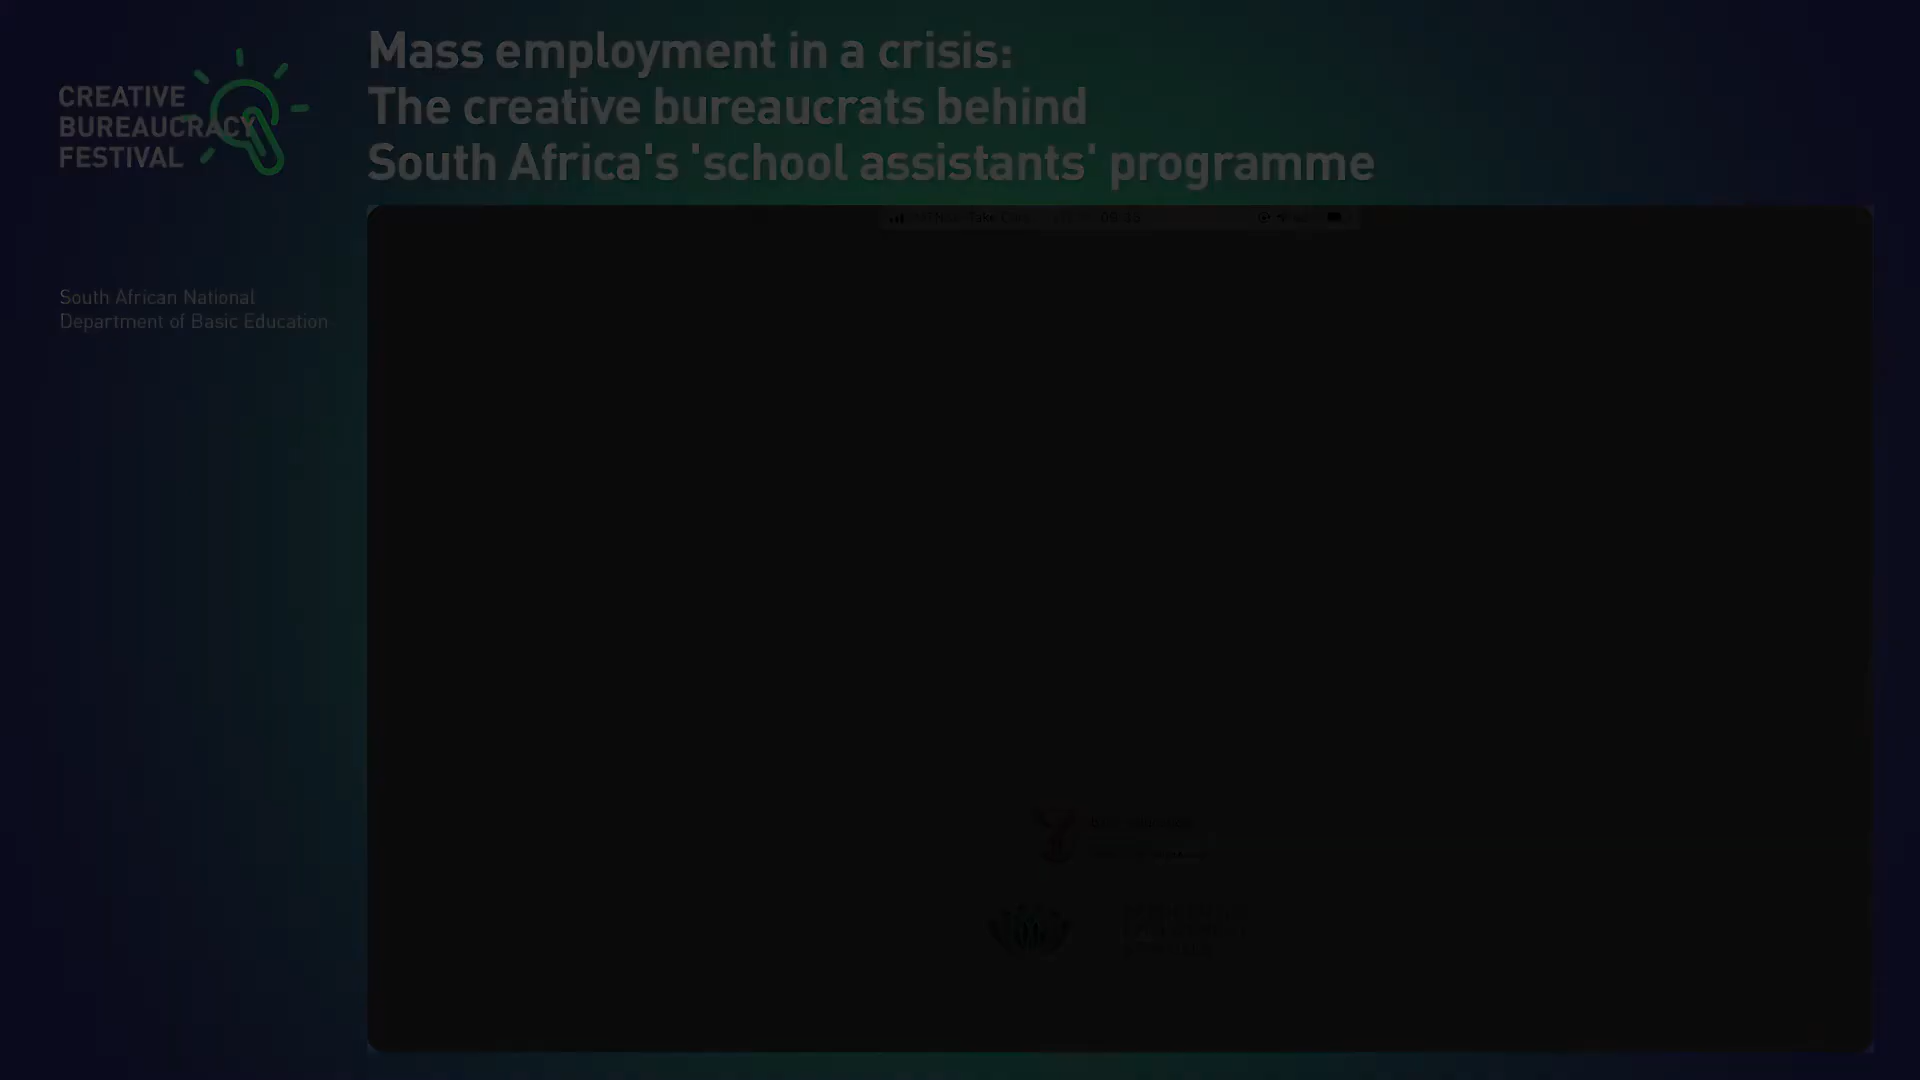 CREATIVE
BUREAUCRACY
FESTIVAL
Mass employment in a crisis:
The creative bureaucrats behind
South Africa's 'school assistants' programme
South African National
Department of Basic Education